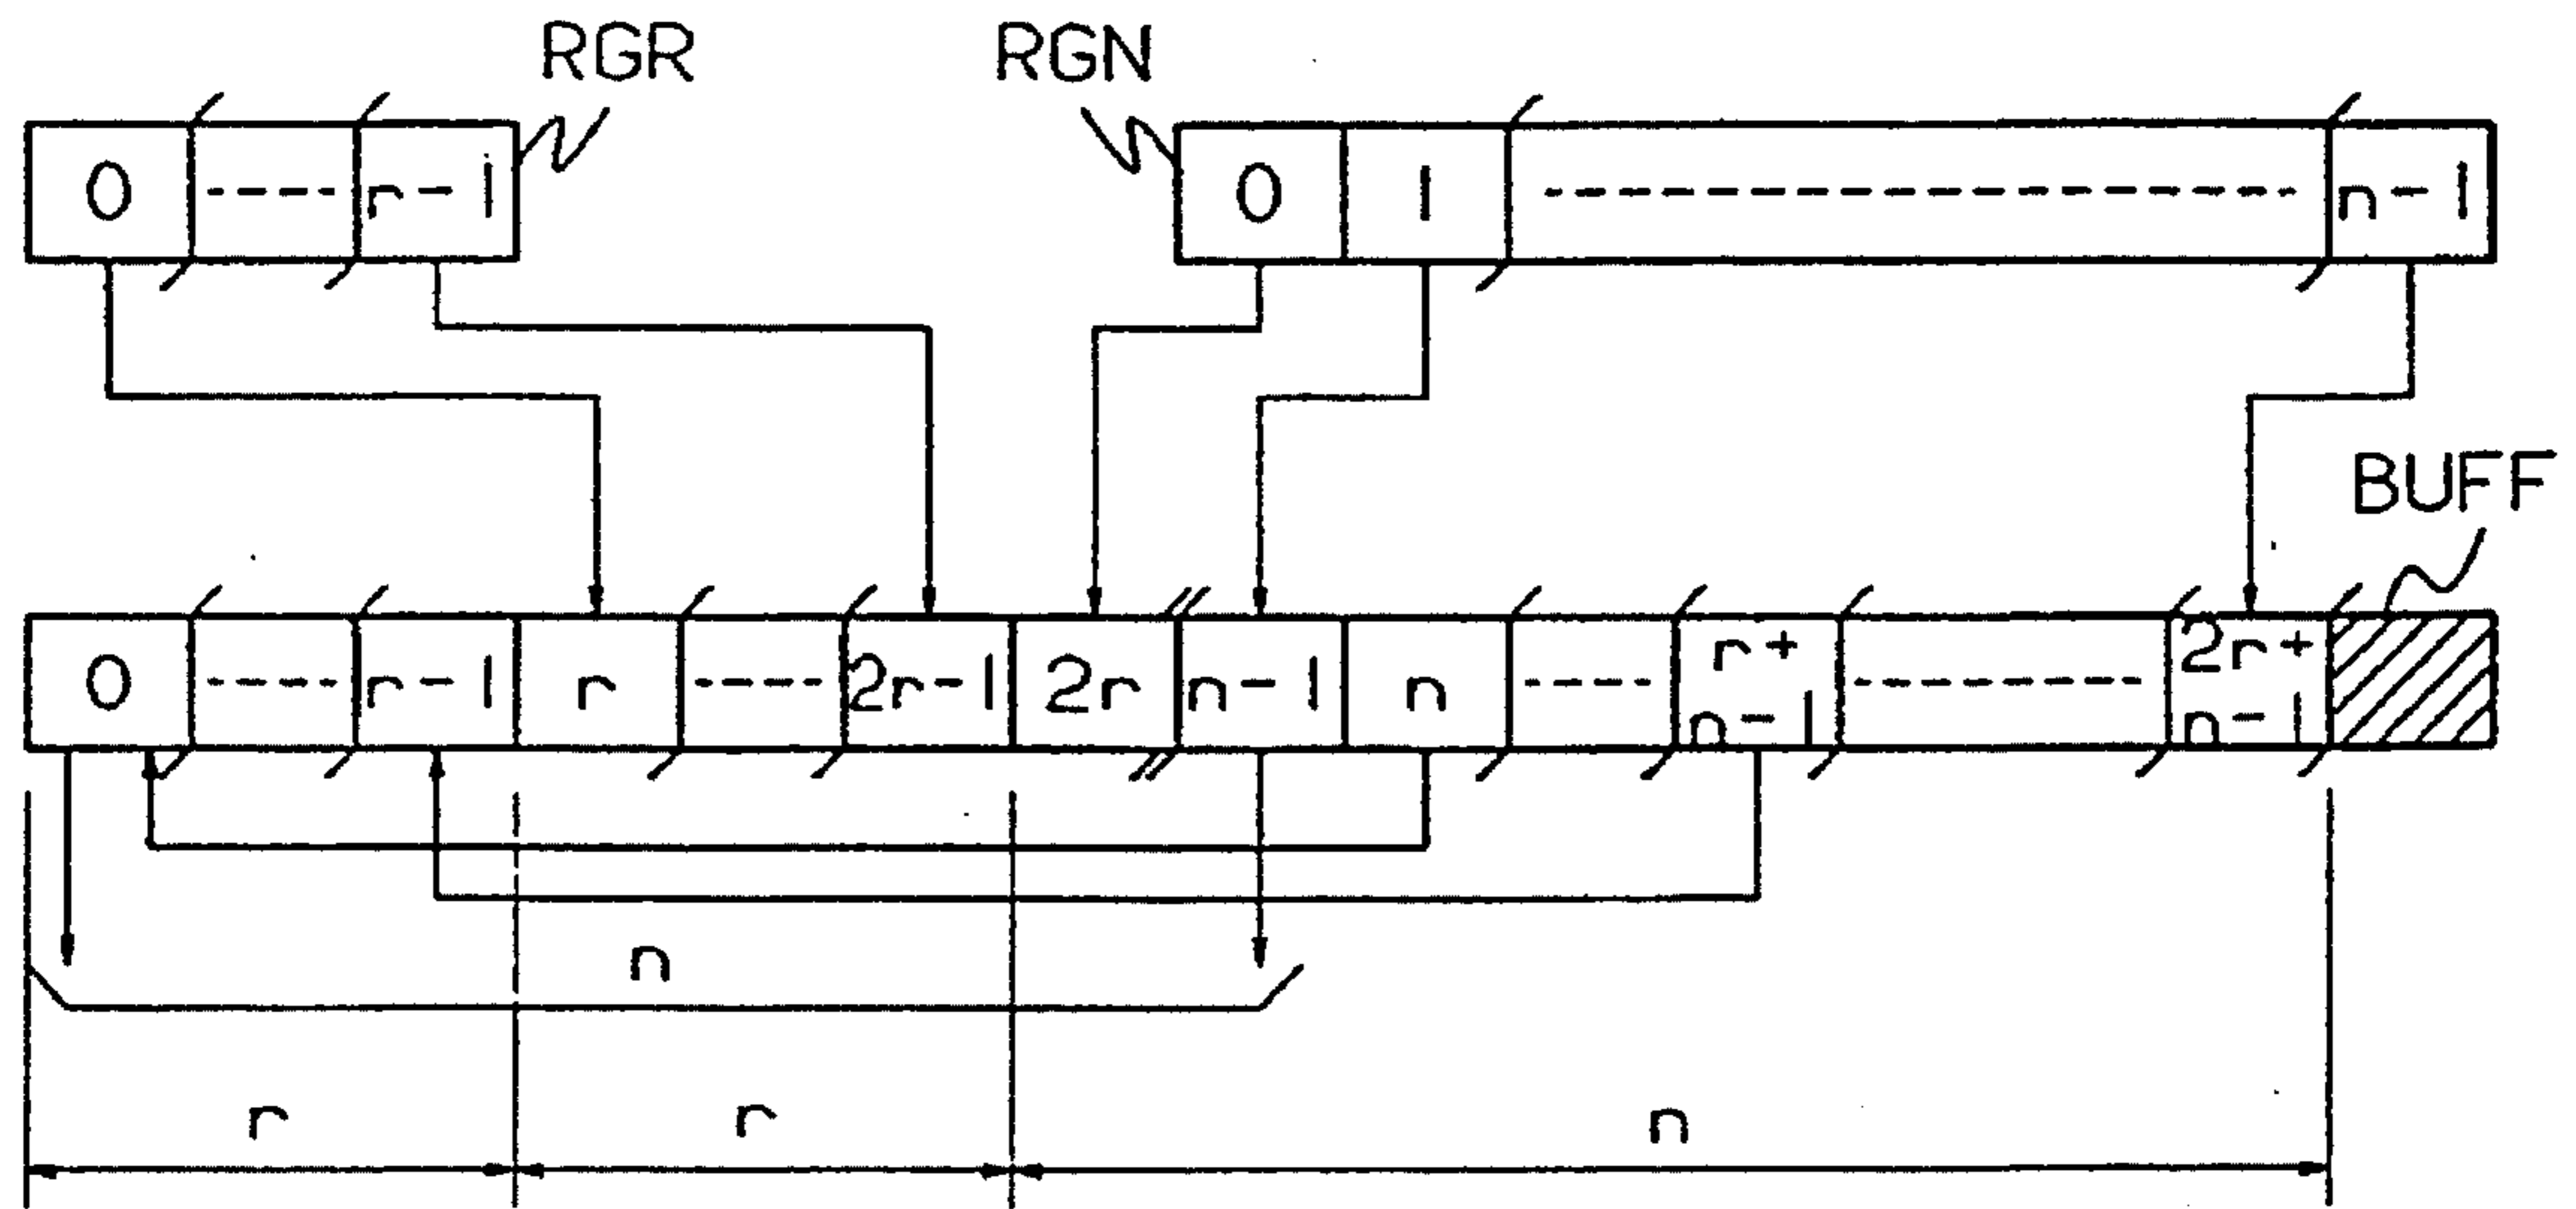 RGR RGN
0 ---- r-1 0 1 ---------------- n-1
BUFF
0 ---- r-1 r ---- 2r-1 2r n-1 n ---- r+n-1 --------- 2r+n-1
n
r r n